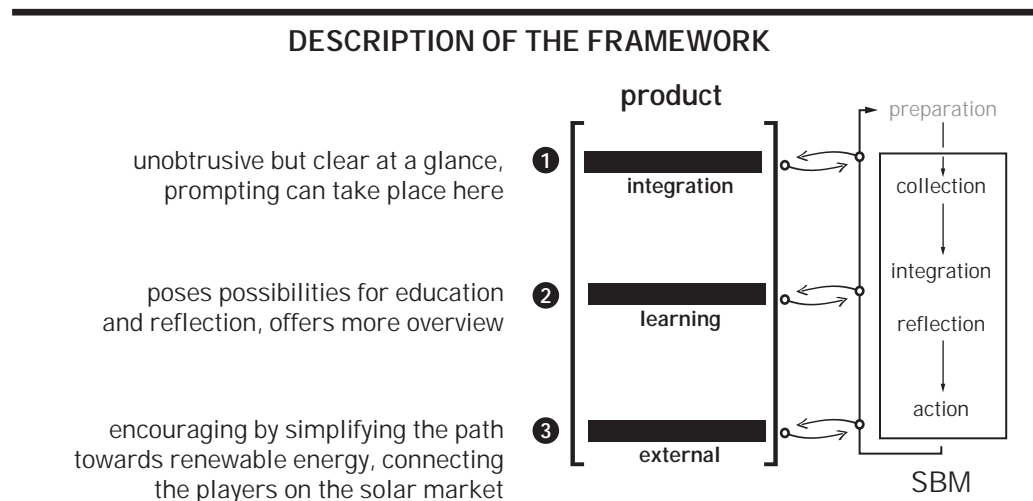 DESCRIPTION OF THE FRAMEWORK
product
unobtrusive but clear at a glance,
prompting can take place here
1
integration
poses possibilities for education
and reflection, offers more overview
2
learning
encouraging by simplifying the path
towards renewable energy, connecting
the players on the solar market
3
external
preparation
collection
integration
reflection
action
SBM